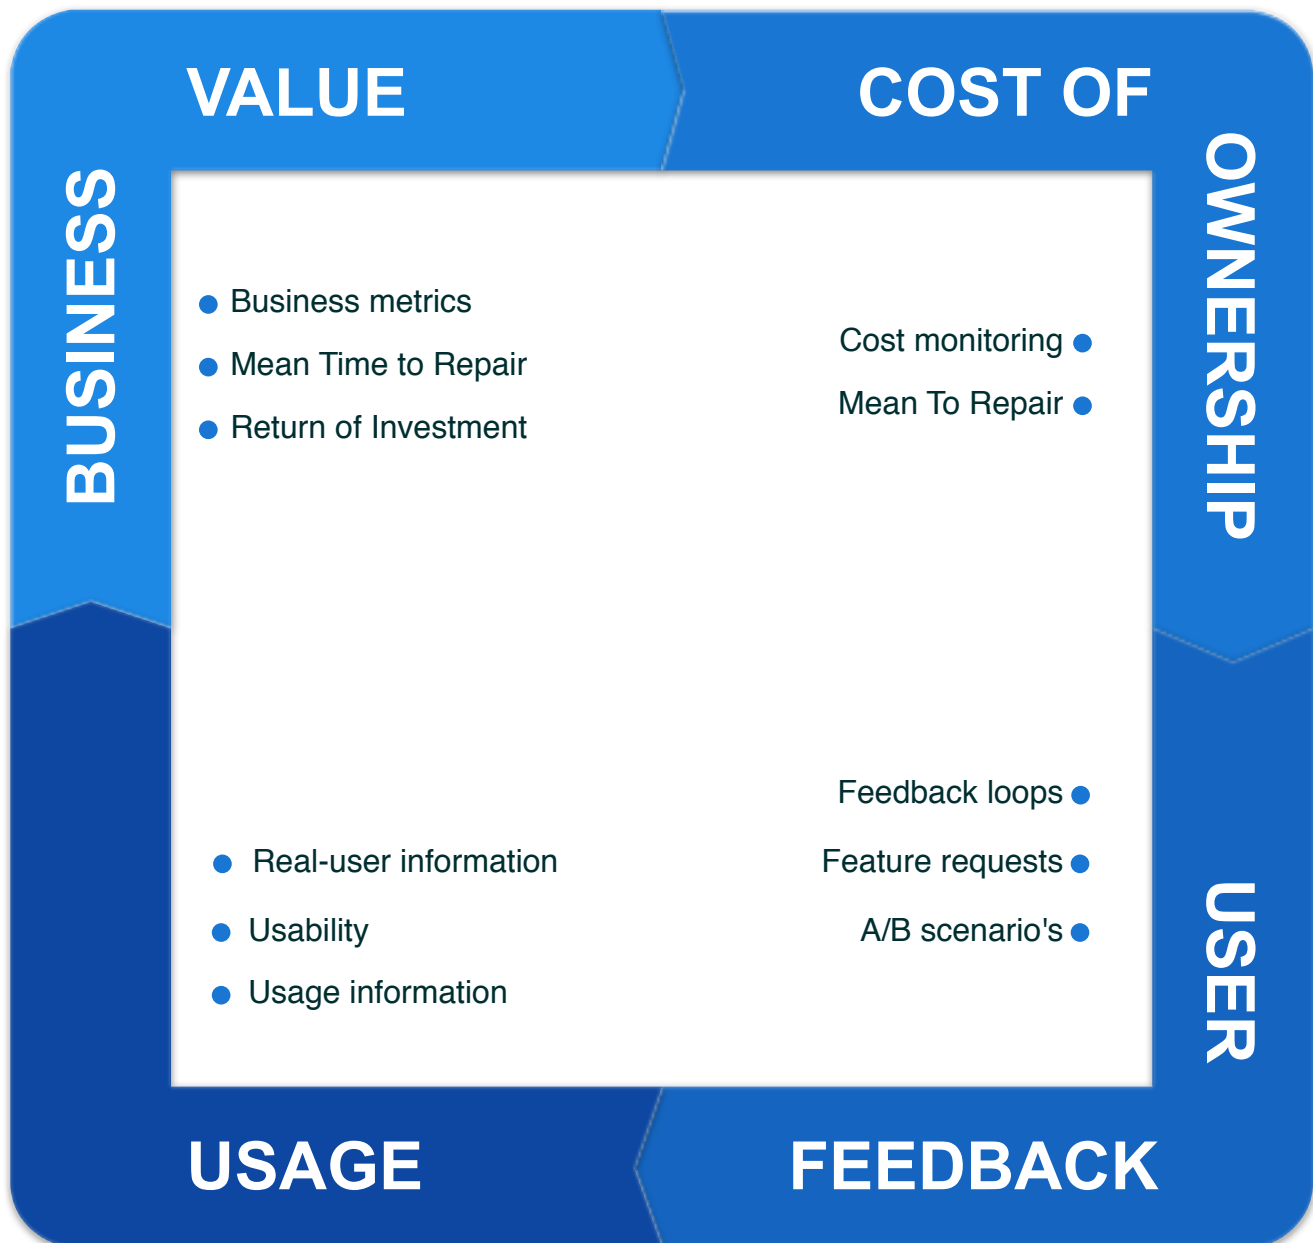 BUSINESS
VALUE
Business metrics
Mean Time to Repair
Return of Investment
COST OF
OWNERSHIP
Cost monitoring
Mean To Repair
USER
FEEDBACK
Feedback loops
Feature requests
A/B scenario's
USAGE
Real-user information
Usability
Usage information